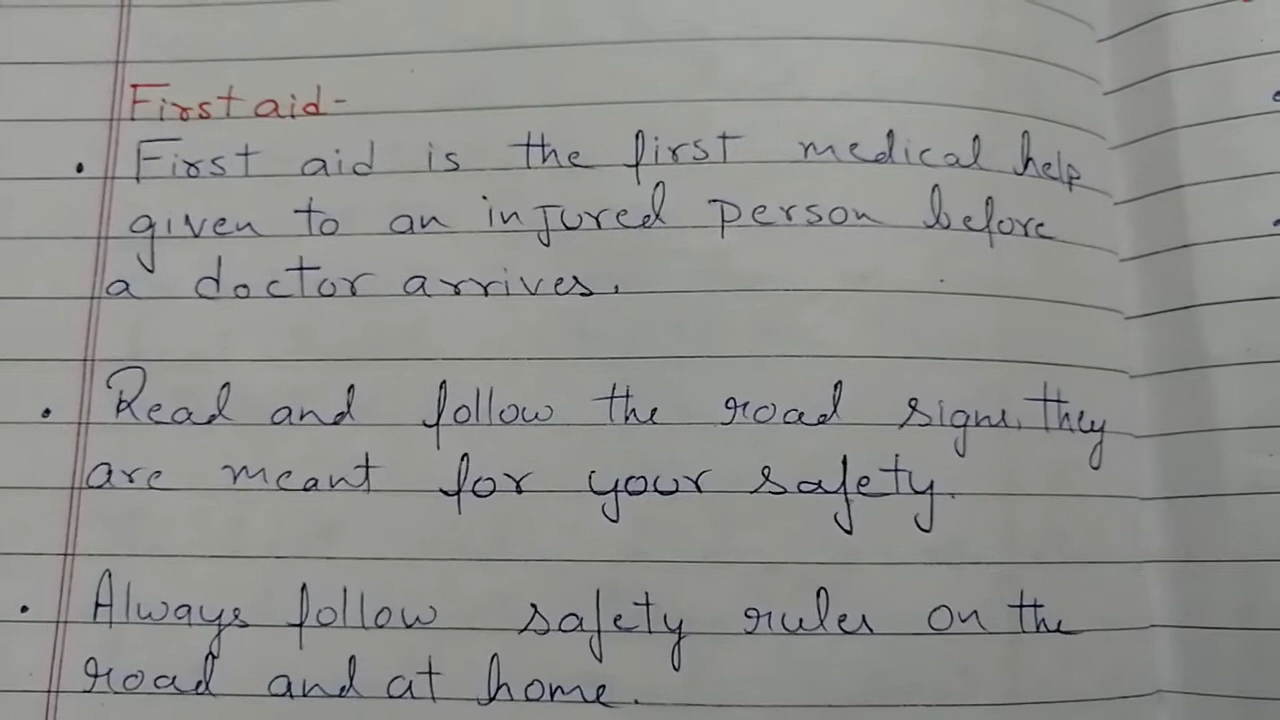 First aid-
• First aid is the first medical help
given to an injured person before
a doctor arrives.
• Read and follow the road signs, they
are meant for your safety.
• Always follow safety rules on the
road and at home.